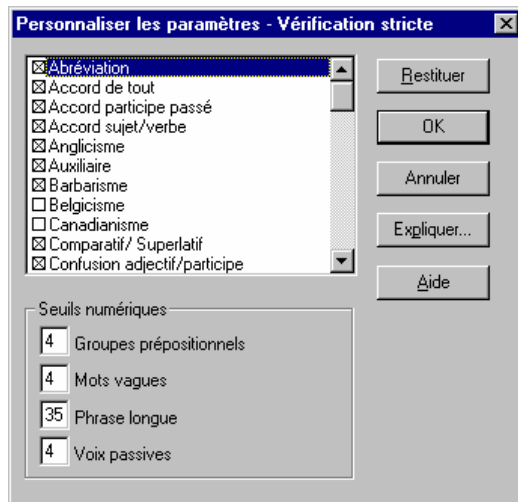 Personnaliser les paramètres - Vérification stricte
Abréviation
Accord de tout
Accord participe passé
Accord sujet/verbe
Anglicisme
Auxiliaire
Barbarisme
Belgicisme
Canadianisme
Comparatif/ Superlatif
Confusion adjectif/participe
Restituer
OK
Annuler
Expliquer...
Aide
Seuils numériques
4 Groupes prépositionnels
4 Mots vagues
35 Phrase longue
4 Voix passives